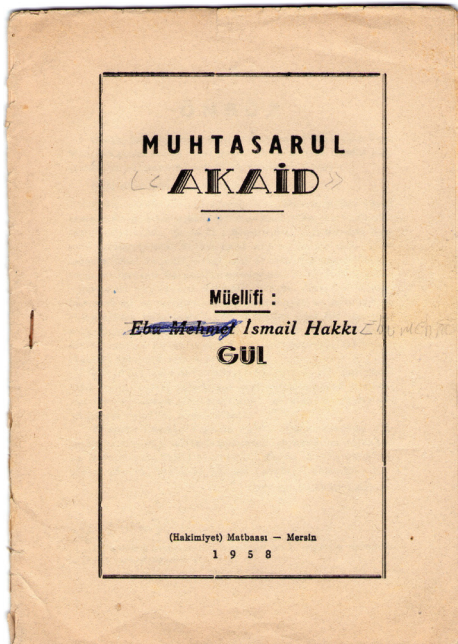 MUHTASARUL
« AKAİD »
Müellifi :
Ebu Mehmet İsmail Hakkı
GÜL
(Hakimiyet) Matbaası — Mersin
1958